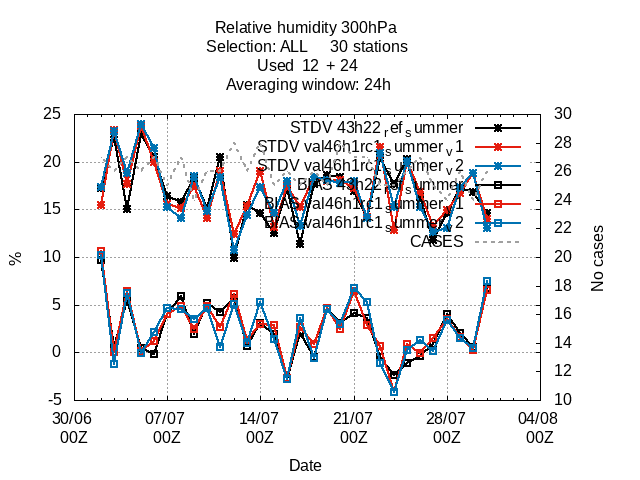 Relative humidity 300hPa
Selection: ALL 30 stations
Used 12 + 24
Averaging window: 24h
25
20
15
10
5
0
-5
30
28
26
24
22
20
18
16
14
12
10
STDV 43h22ref_summer
STDV val46h1rc1_summer_v1
STDV val46h1rc1_summer_v2
BIAS 43h22ref_summer
BIAS val46h1rc1_summer_v1
BIAS val46h1rc1_summer_v2
CASES
%
No cases
30/06 07/07 14/07 21/07 28/07 04/08
00Z 00Z 00Z 00Z 00Z 00Z
Date